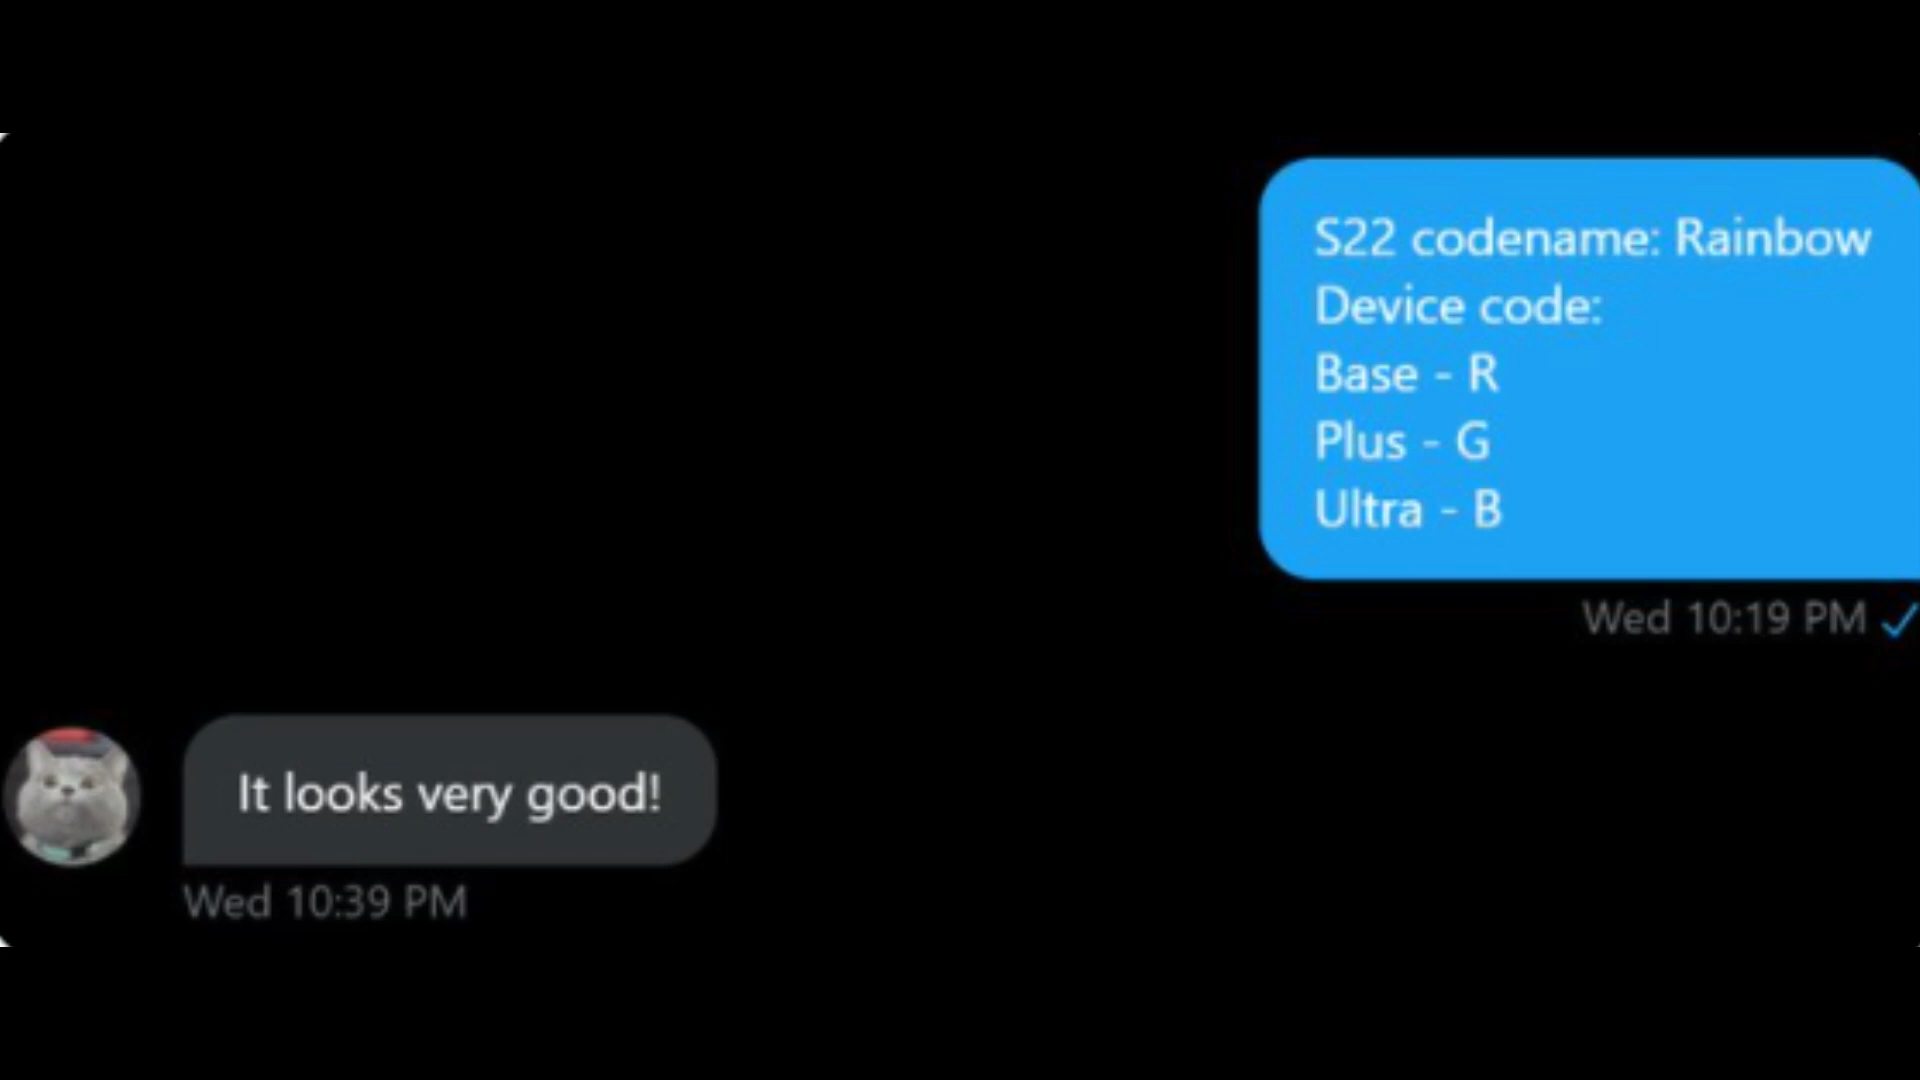 S22 codename: Rainbow
Device code:
Base - R
Plus - G
Ultra - B
Wed 10:19 PM
It looks very good!
Wed 10:39 PM